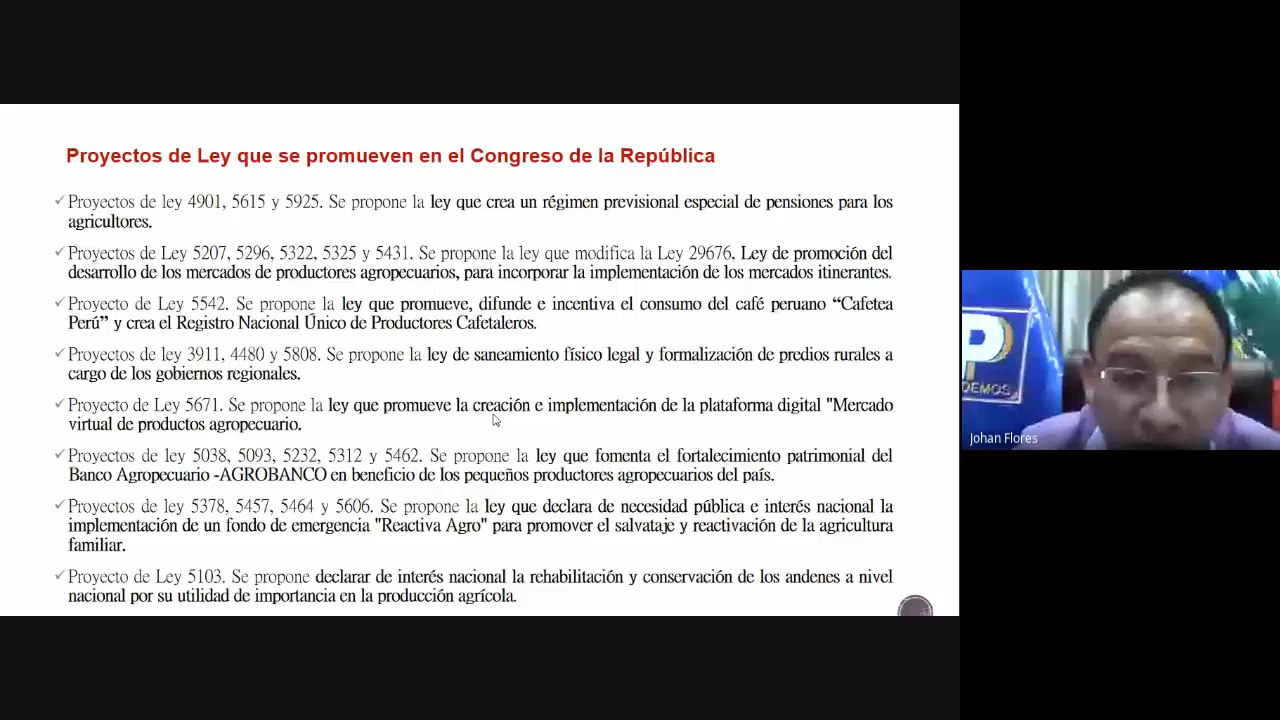 Proyectos de Ley que se promueven en el Congreso de la República
✓Proyectos de ley 4901, 5615 y 5925. Se propone la ley que crea un régimen previsional especial de pensiones para los
agricultores.
✓Proyectos de Ley 5207, 5296, 5322, 5325 y 5431. Se propone la ley que modifica la Ley 29676, Ley de promoción del
desarrollo de los mercados de productores agropecuarios, para incorporar la implementación de los mercados itinerantes.
✓Proyecto de Ley 5542. Se propone la ley que promueve, difunde e incentiva el consumo del café peruano “Cafetea
Perú” y crea el Registro Nacional Único de Productores Cafetaleros.
✓Proyectos de ley 3911, 4480 y 5808. Se propone la ley de saneamiento físico legal y formalización de predios rurales a
cargo de los gobiernos regionales.
✓Proyecto de Ley 5671. Se propone la ley que promueve la creación e implementación de la plataforma digital "Mercado
virtual de productos agropecuario.
✓Proyectos de ley 5038, 5093, 5232, 5312 y 5462. Se propone la ley que fomenta el fortalecimiento patrimonial del
Banco Agropecuario -AGROBANCO en beneficio de los pequeños productores agropecuarios del país.
✓Proyectos de ley 5378, 5457, 5464 y 5606. Se propone la ley que declara de necesidad pública e interés nacional la
implementación de un fondo de emergencia "Reactiva Agro" para promover el salvataje y reactivación de la agricultura
familiar.
✓Proyecto de Ley 5103. Se propone declarar de interés nacional la rehabilitación y conservación de los andenes a nivel
nacional por su utilidad de importancia en la producción agrícola.
P
DEMOS
Johan Flores